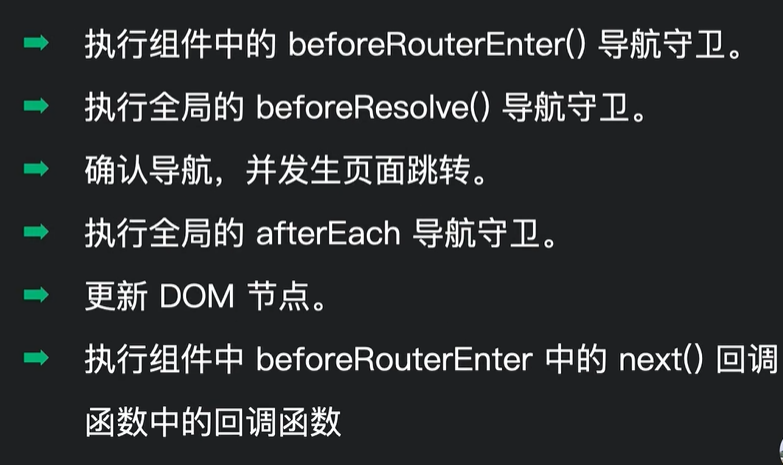 执行组件中的 beforeRouterEnter() 导航守卫。
执行全局的 beforeResolve() 导航守卫。
确认导航，并发生页面跳转。
执行全局的 afterEach 导航守卫。
更新 DOM 节点。
执行组件中 beforeRouterEnter 中的 next() 回调
函数中的回调函数